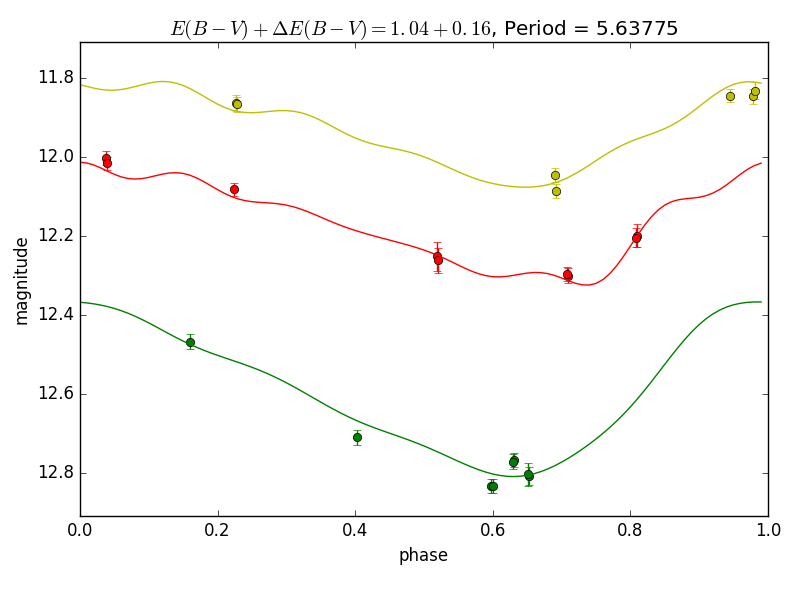 E(B − V) + ΔE(B − V) = 1.04 + 0.16, Period = 5.63775
11.8
12.0
12.2
12.4
12.6
12.8
magnitude
0.0 0.2 0.4 0.6 0.8 1.0
phase